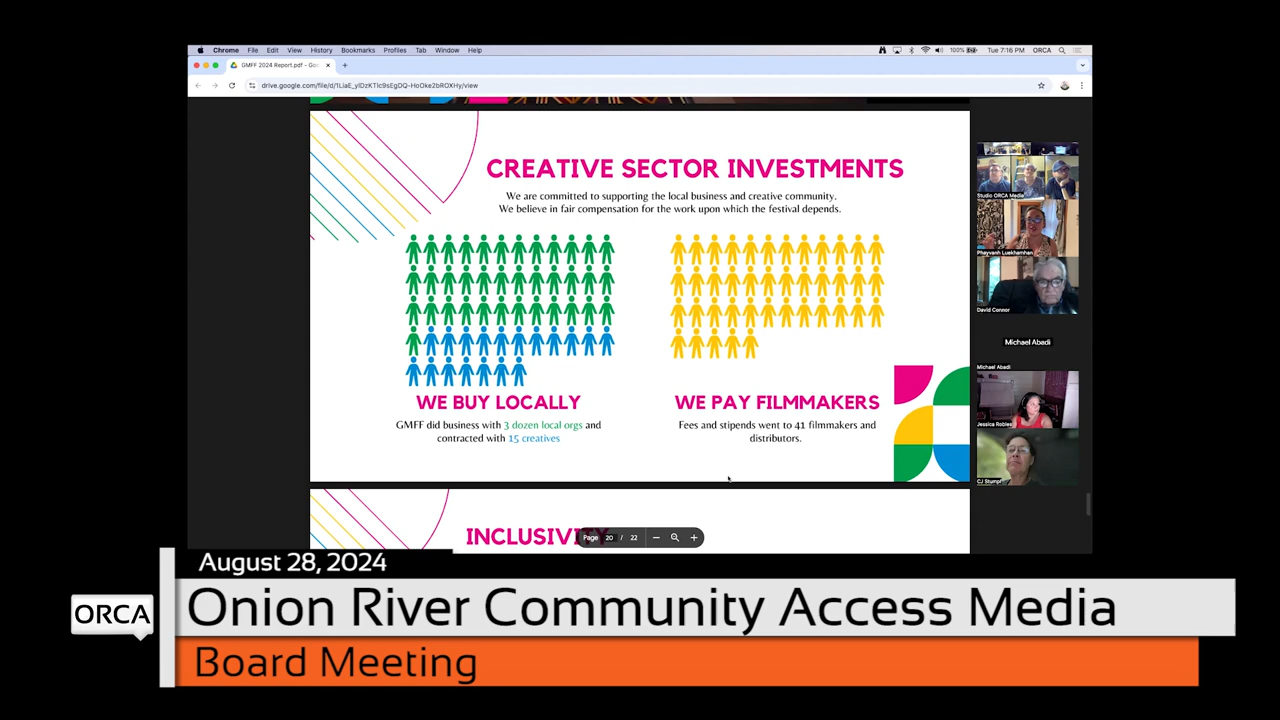 Chrome File Edit View History Bookmarks Profiles Tab Window Help
100% Tue 7:16 PM ORCA
GMFF 2024 Report.pdf - Goo
CREATIVE SECTOR INVESTMENTS
We are committed to supporting the local business and creative community.
We believe in fair compensation for the work upon which the festival depends.
WE BUY LOCALLY
GMFF did business with 3 dozen local orgs and
contracted with 15 creatives
WE PAY FILMMAKERS
Fees and stipends went to 41 filmmakers and
distributors.
Studio ORCA Media
Phayvanh Luekhamhan
David Connor
Michael Abadi
Michael Abadi
Jessica Robles
CJ Stumpf
Page 20 / 22
August 28, 2024
ORCA
Onion River Community Access Media
Board Meeting